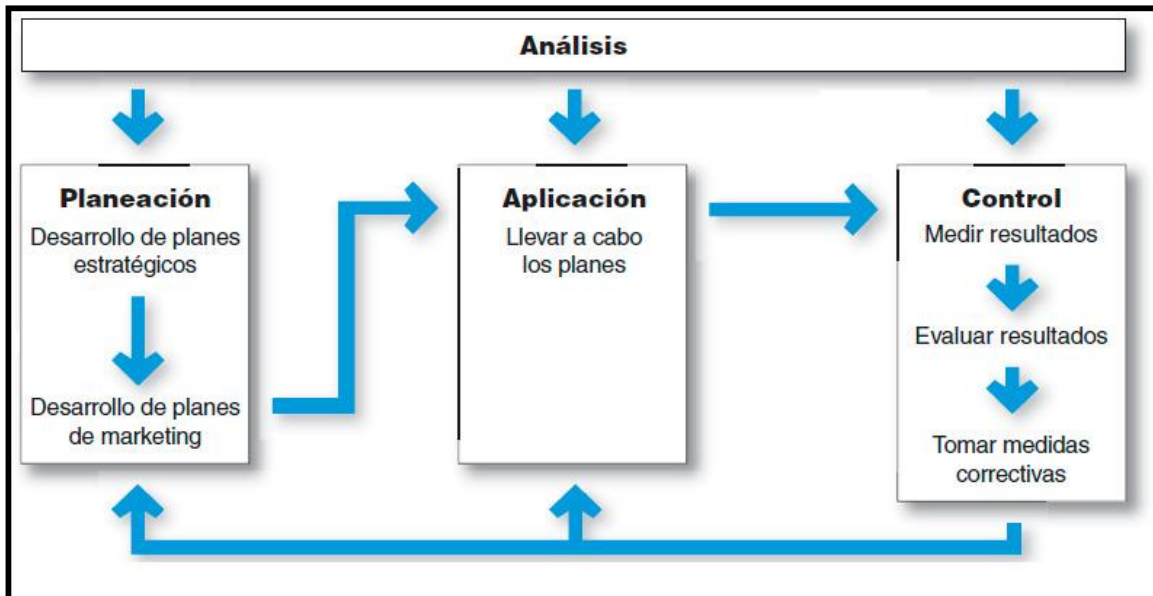 Análisis
Planeación
Desarrollo de planes
estratégicos
Desarrollo de planes
de marketing
Aplicación
Llevar a cabo
los planes
Control
Medir resultados
Evaluar resultados
Tomar medidas
correctivas